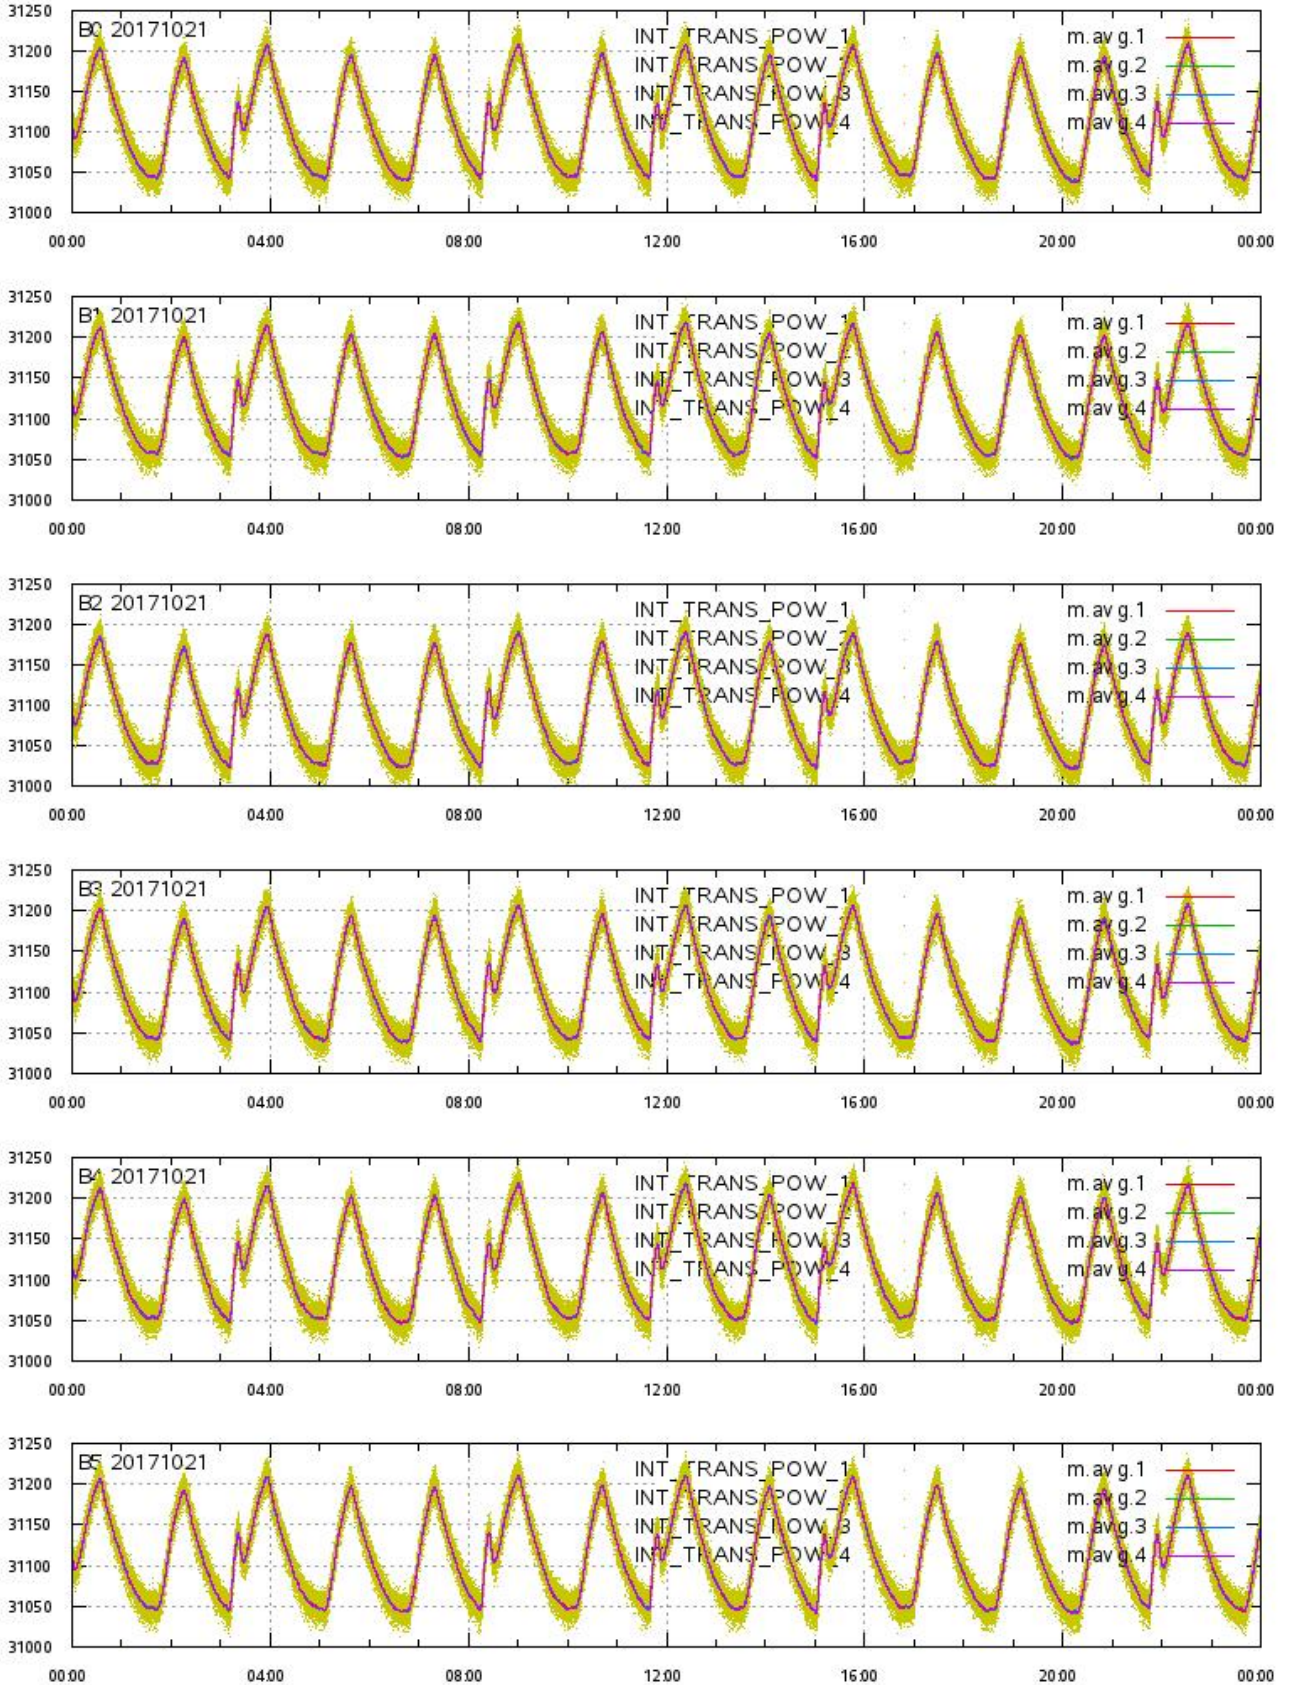 31250
B0 20171021 INT_TRANS_POW_1 m.avg.1
31200
INT_TRANS_POW_2 m.avg.2
31150
INT_TRANS_POW_3 m.avg.3
31100
INT_TRANS_POW_4 m.avg.4
31050
31000
00:00 04:00 08:00 12:00 16:00 20:00 00:00
31250
B1 20171021 INT_TRANS_POW_1 m.avg.1
31200
INT_TRANS_POW_2 m.avg.2
31150
INT_TRANS_POW_3 m.avg.3
31100
INT_TRANS_POW_4 m.avg.4
31050
31000
00:00 04:00 08:00 12:00 16:00 20:00 00:00
31250
B2 20171021 INT_TRANS_POW_1 m.avg.1
31200
INT_TRANS_POW_2 m.avg.2
31150
INT_TRANS_POW_3 m.avg.3
31100
INT_TRANS_POW_4 m.avg.4
31050
31000
00:00 04:00 08:00 12:00 16:00 20:00 00:00
31250
B3 20171021 INT_TRANS_POW_1 m.avg.1
31200
INT_TRANS_POW_2 m.avg.2
31150
INT_TRANS_POW_3 m.avg.3
31100
INT_TRANS_POW_4 m.avg.4
31050
31000
00:00 04:00 08:00 12:00 16:00 20:00 00:00
31250
B4 20171021 INT_TRANS_POW_1 m.avg.1
31200
INT_TRANS_POW_2 m.avg.2
31150
INT_TRANS_POW_3 m.avg.3
31100
INT_TRANS_POW_4 m.avg.4
31050
31000
00:00 04:00 08:00 12:00 16:00 20:00 00:00
31250
B5 20171021 INT_TRANS_POW_1 m.avg.1
31200
INT_TRANS_POW_2 m.avg.2
31150
INT_TRANS_POW_3 m.avg.3
31100
INT_TRANS_POW_4 m.avg.4
31050
31000
00:00 04:00 08:00 12:00 16:00 20:00 00:00